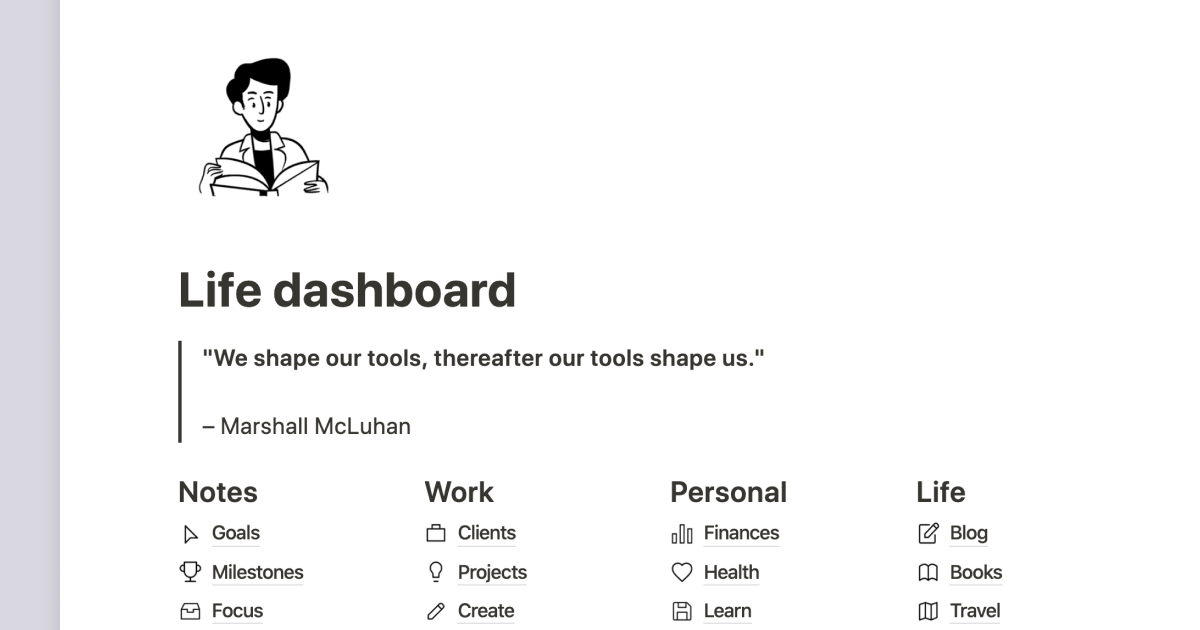 Life dashboard
"We shape our tools, thereafter our tools shape us."
– Marshall McLuhan
Notes
Goals
Milestones
Focus
Work
Clients
Projects
Create
Personal
Finances
Health
Learn
Life
Blog
Books
Travel